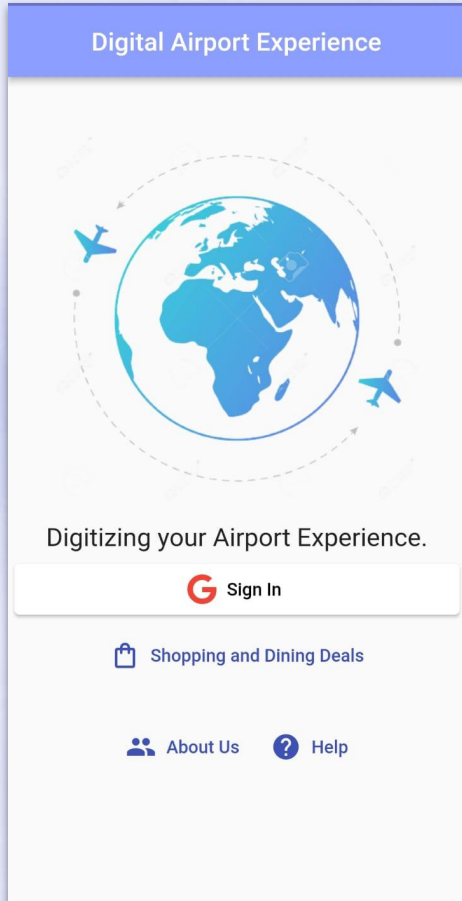 Digital Airport Experience
Digitizing your Airport Experience.
Sign In
Shopping and Dining Deals
About Us
Help